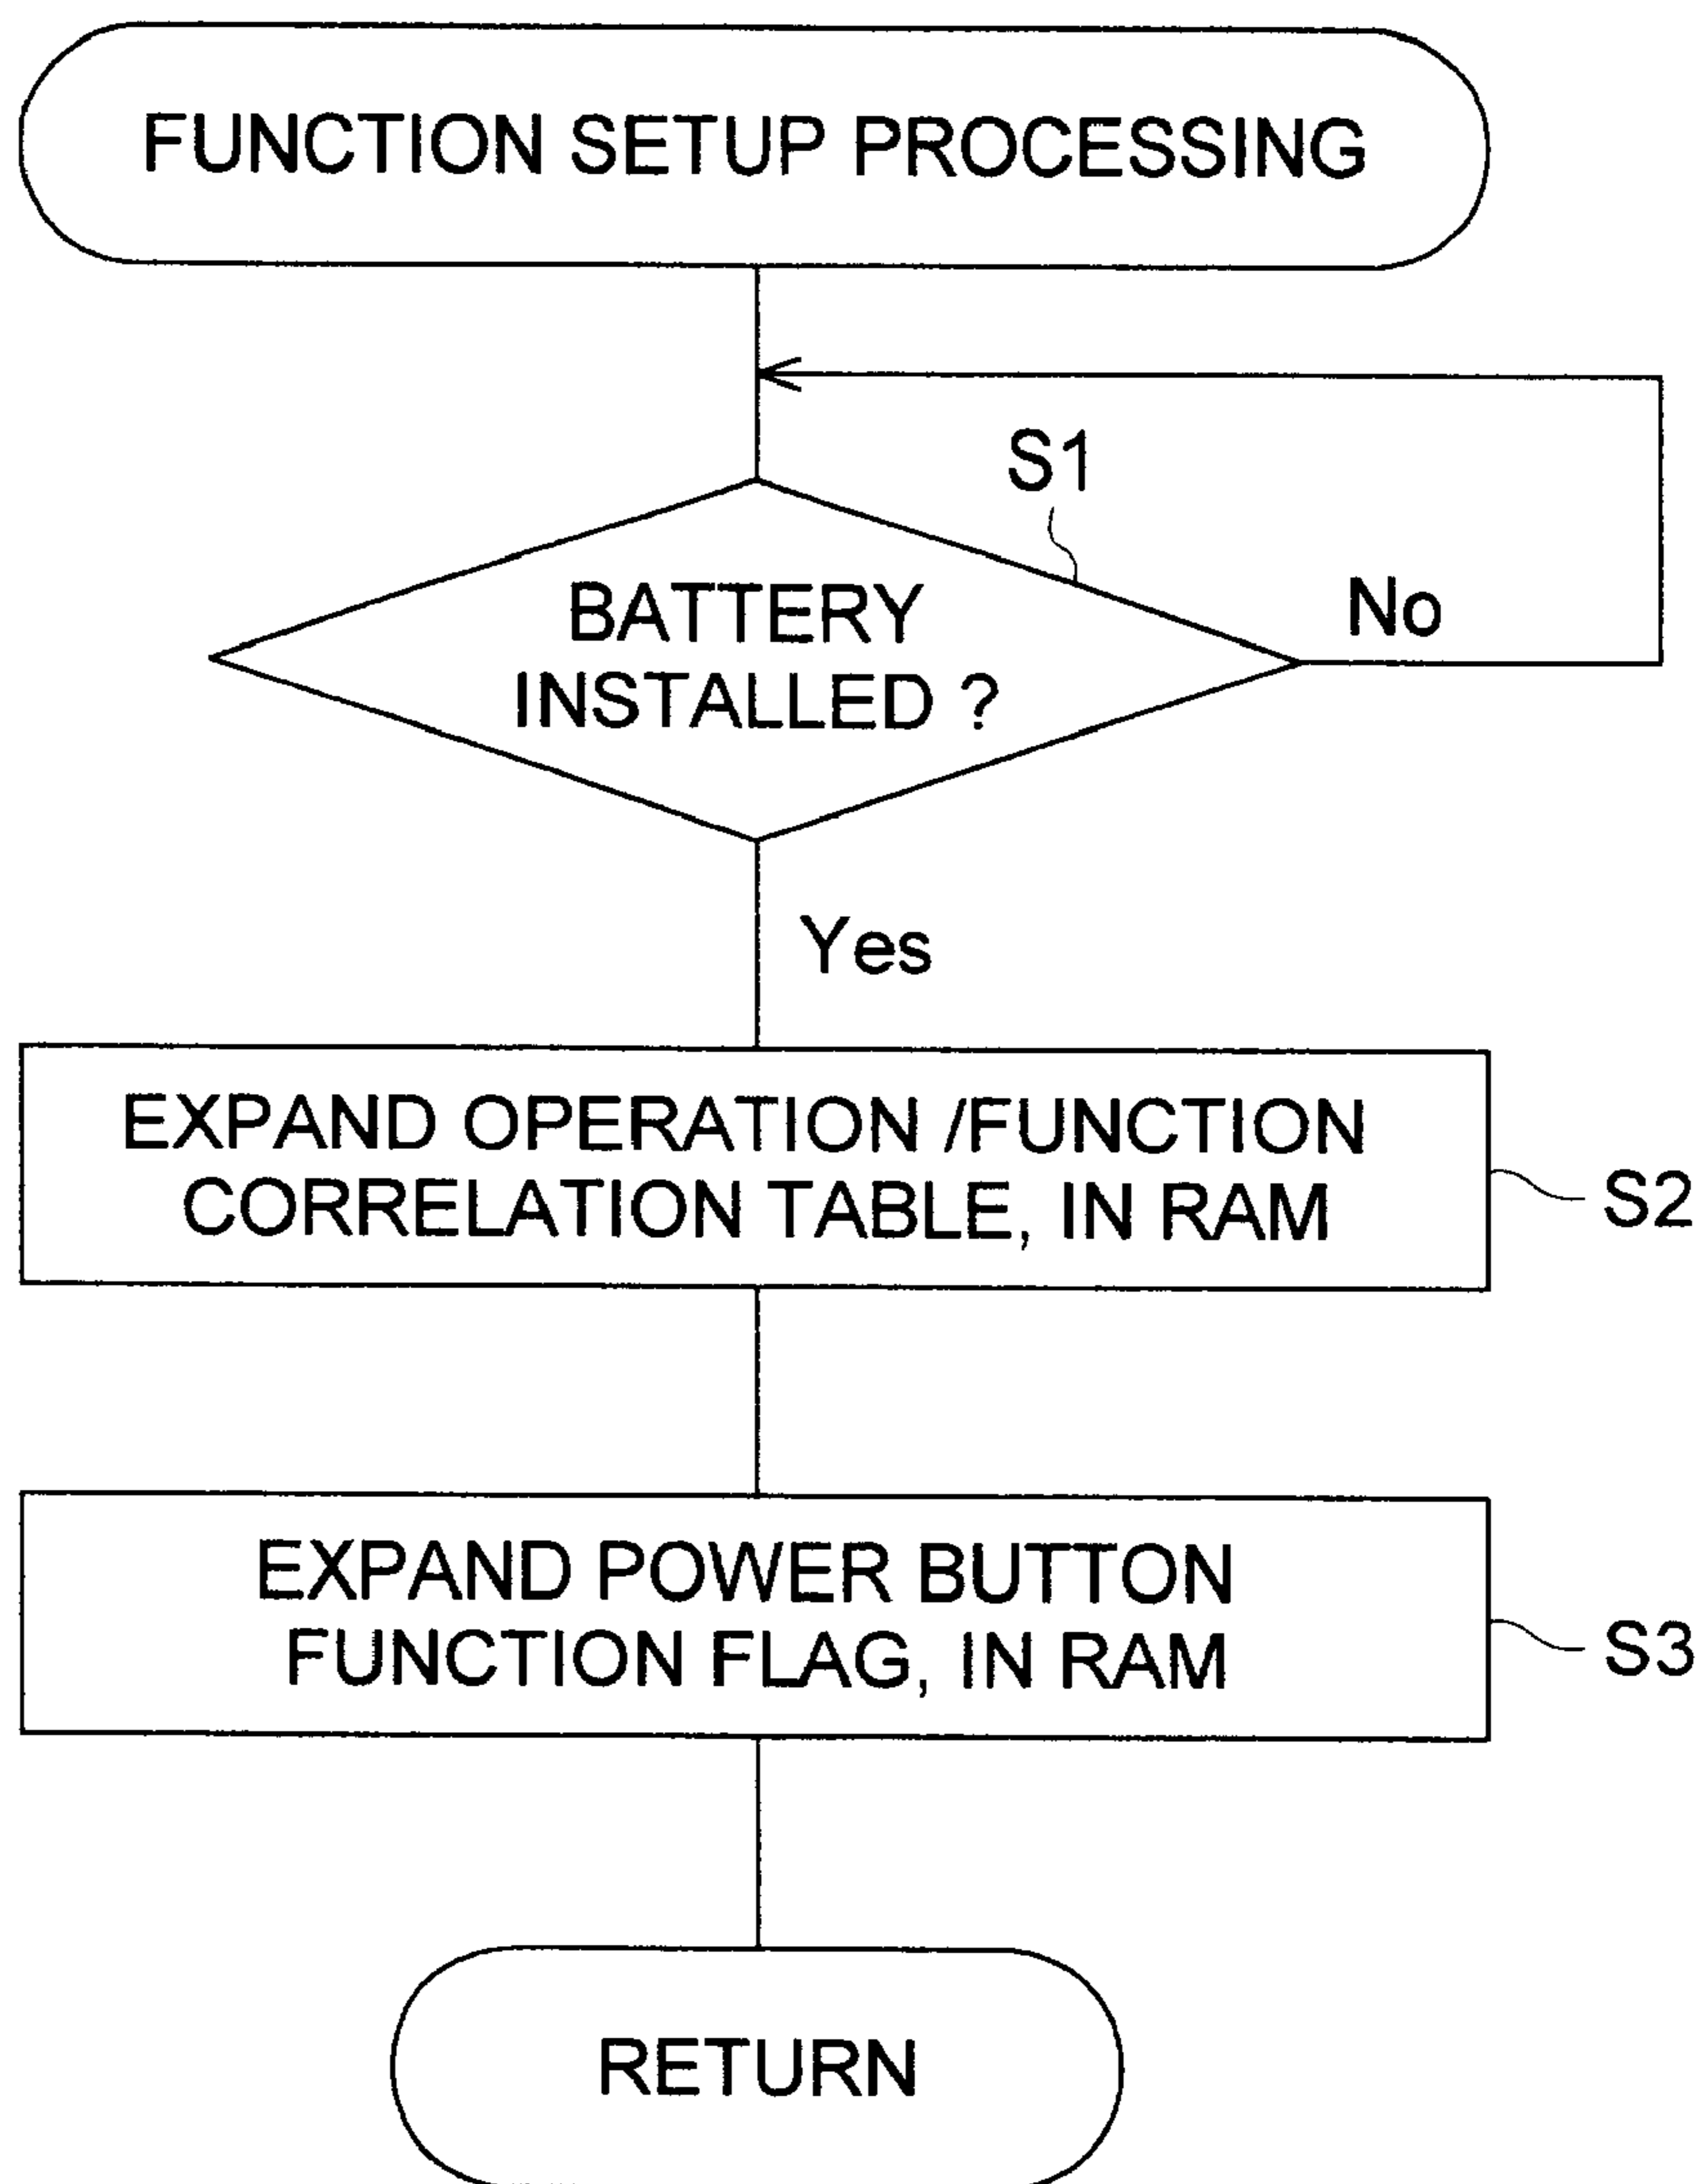 FUNCTION SETUP PROCESSING
S1
BATTERY
INSTALLED ?
No
Yes
EXPAND OPERATION /FUNCTION
CORRELATION TABLE, IN RAM
S2
EXPAND POWER BUTTON
FUNCTION FLAG, IN RAM
S3
RETURN